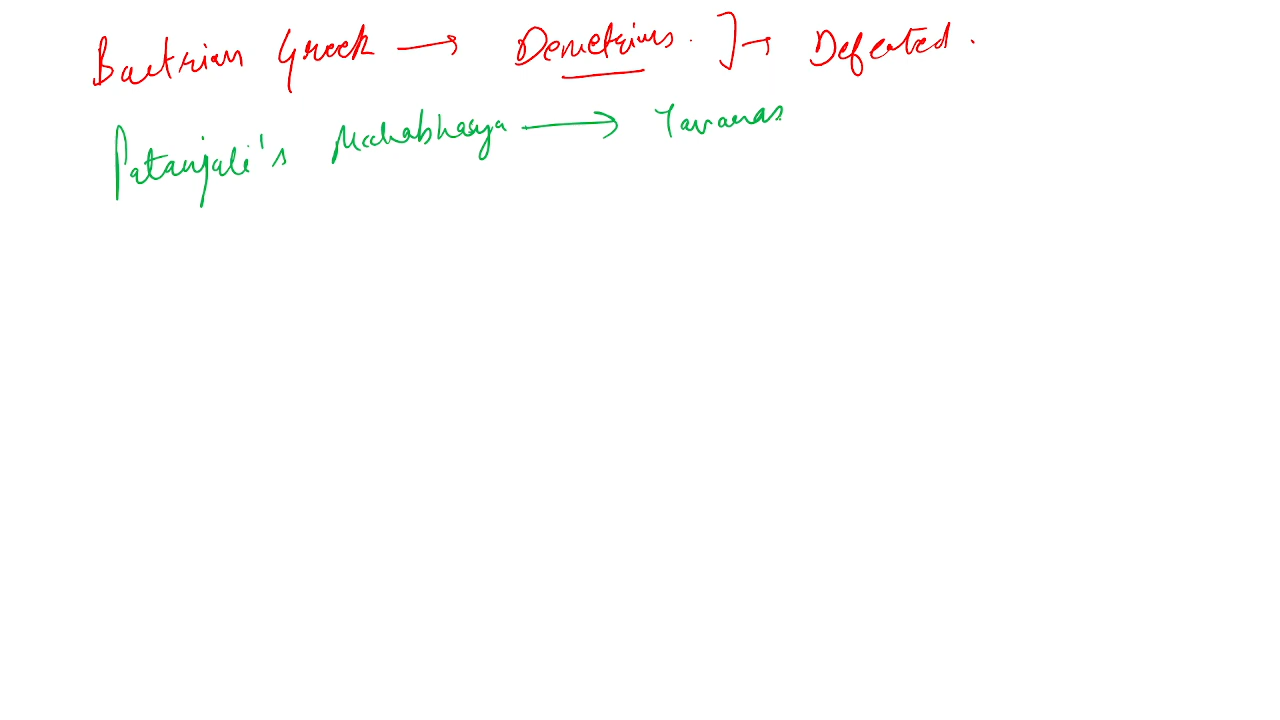 Bactrian Greek → Demetrius. ] → Defeated.
Patanjali's Mahabhasya → Yavanas